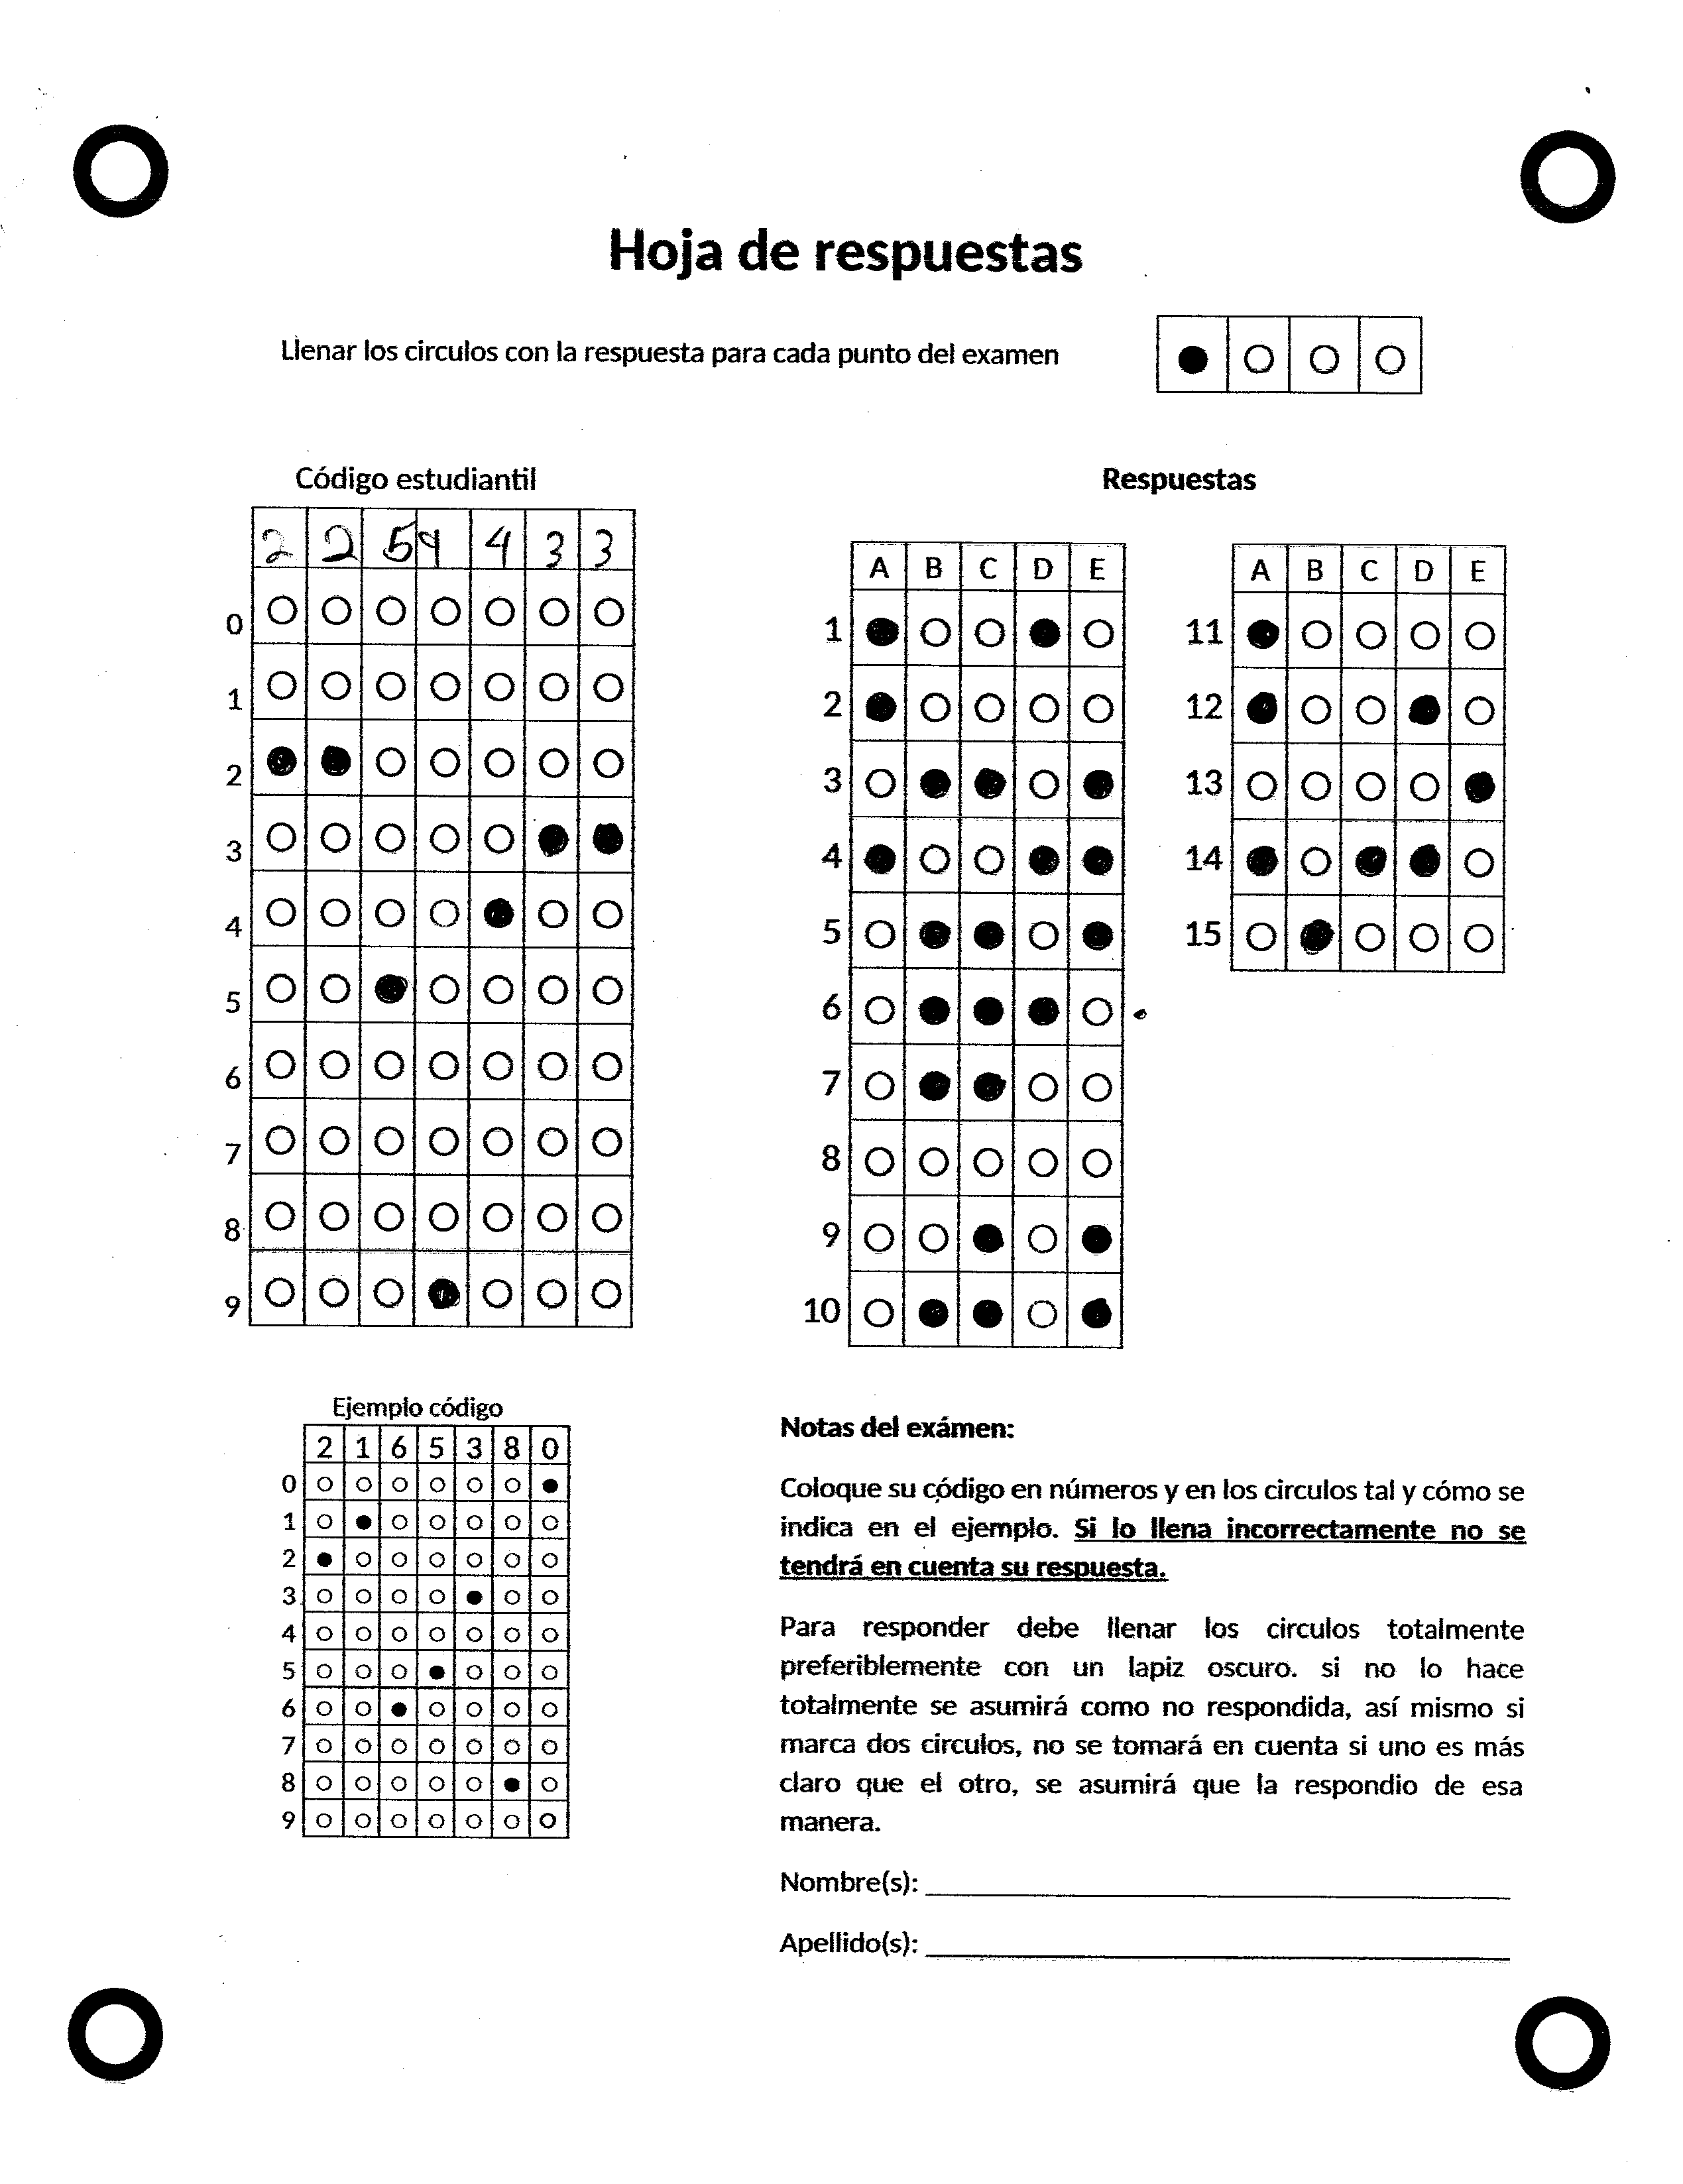 Hoja de respuestas
Llenar los circulos con la respuesta para cada punto del examen
Código estudiantil
2 2 5 9 4 3 3
0
1
2
3
4
5
6
7
8
9
Respuestas
A B C D E
1
2
3
4
5
6
7
8
9
10
A B C D E
11
12
13
14
15
Ejemplo código
2 1 6 5 3 8 0
0
1
2
3
4
5
6
7
8
9
Notas del exámen:
Coloque su código en números y en los circulos tal y cómo se
indica en el ejemplo. Si lo llena incorrectamente no se
tendrá en cuenta su respuesta.
Para responder debe llenar los circulos totalmente
preferiblemente con un lapiz oscuro. si no lo hace
totalmente se asumirá como no respondida, así mismo si
marca dos circulos, no se tomará en cuenta si uno es más
claro que el otro, se asumirá que la respondio de esa
manera.
Nombre(s):
Apellido(s):